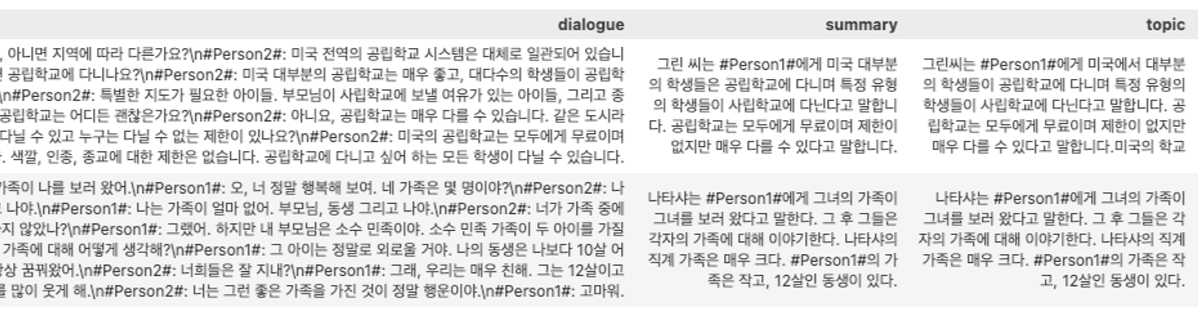 dialogue summary topic
, 아니면 지역에 따라 다른가요?\n#Person2#: 미국 전역의 공립학교 시스템은 대체로 일관되어 있습니
공립학교에 다니나요?\n#Person2#: 미국 대부분의 공립학교는 매우 좋고, 대다수의 학생들이 공립학
\n#Person2#: 특별한 지도가 필요한 아이들. 부모님이 사립학교에 보낼 여유가 있는 아이들, 그리고 종
공립학교는 어디든 괜찮은가요?\n#Person2#: 아니요, 공립학교는 매우 다를 수 있습니다. 같은 도시라
다닐 수 있고 누구는 다닐 수 없는 제한이 있나요?\n#Person2#: 미국의 공립학교는 모두에게 무료이며
. 색깔, 인종, 종교에 대한 제한은 없습니다. 공립학교에 다니고 싶어 하는 모든 학생이 다닐 수 있습니다.
그린 씨는 #Person1#에게 미국 대부분
의 학생들은 공립학교에 다니며 특정 유형
의 학생들이 사립학교에 다닌다고 말합니
다. 공립학교는 모두에게 무료이며 제한이
없지만 매우 다를 수 있다고 말합니다.
그린씨는 #Person1#에게 미국에서 대부분
의 학생들이 공립학교에 다니며 특정 유형의
학생들이 사립학교에 다닌다고 말합니다. 공
립학교는 모두에게 무료이며 제한이 없지만
매우 다를 수 있다고 말합니다.미국의 학교
가족이 나를 보러 왔어.\n#Person1#: 오, 너 정말 행복해 보여. 네 가족은 몇 명이야?\n#Person2#: 나
나야.\n#Person1#: 나는 가족이 얼마 없어. 부모님, 동생 그리고 나야.\n#Person2#: 너가 가족 중에
지 않았나?\n#Person1#: 그랬어. 하지만 내 부모님은 소수 민족이야. 소수 민족 가족이 두 아이를 가질
가족에 대해 어떻게 생각해?\n#Person1#: 그 아이는 정말로 외로울 거야. 나의 동생은 나보다 10살 어
상 꿈꿔왔어.\n#Person2#: 너희들은 잘 지내?\n#Person1#: 그래, 우리는 매우 친해. 그는 12살이고
를 많이 웃게 해.\n#Person2#: 너는 그런 좋은 가족을 가진 것이 정말 행운이야.\n#Person1#: 고마워.
나타샤는 #Person1#에게 그녀의 가족이
그녀를 보러 왔다고 말한다. 그 후 그들은
각자의 가족에 대해 이야기한다. 나타샤의
직계 가족은 매우 크다. #Person1#의 가
족은 작고, 12살인 동생이 있다.
나타샤는 #Person1#에게 그녀의 가족이
그녀를 보러 왔다고 말한다. 그 후 그들은 각
자의 가족에 대해 이야기한다. 나타샤의 직계
가족은 매우 크다. #Person1#의 가족은 작
고, 12살인 동생이 있다.